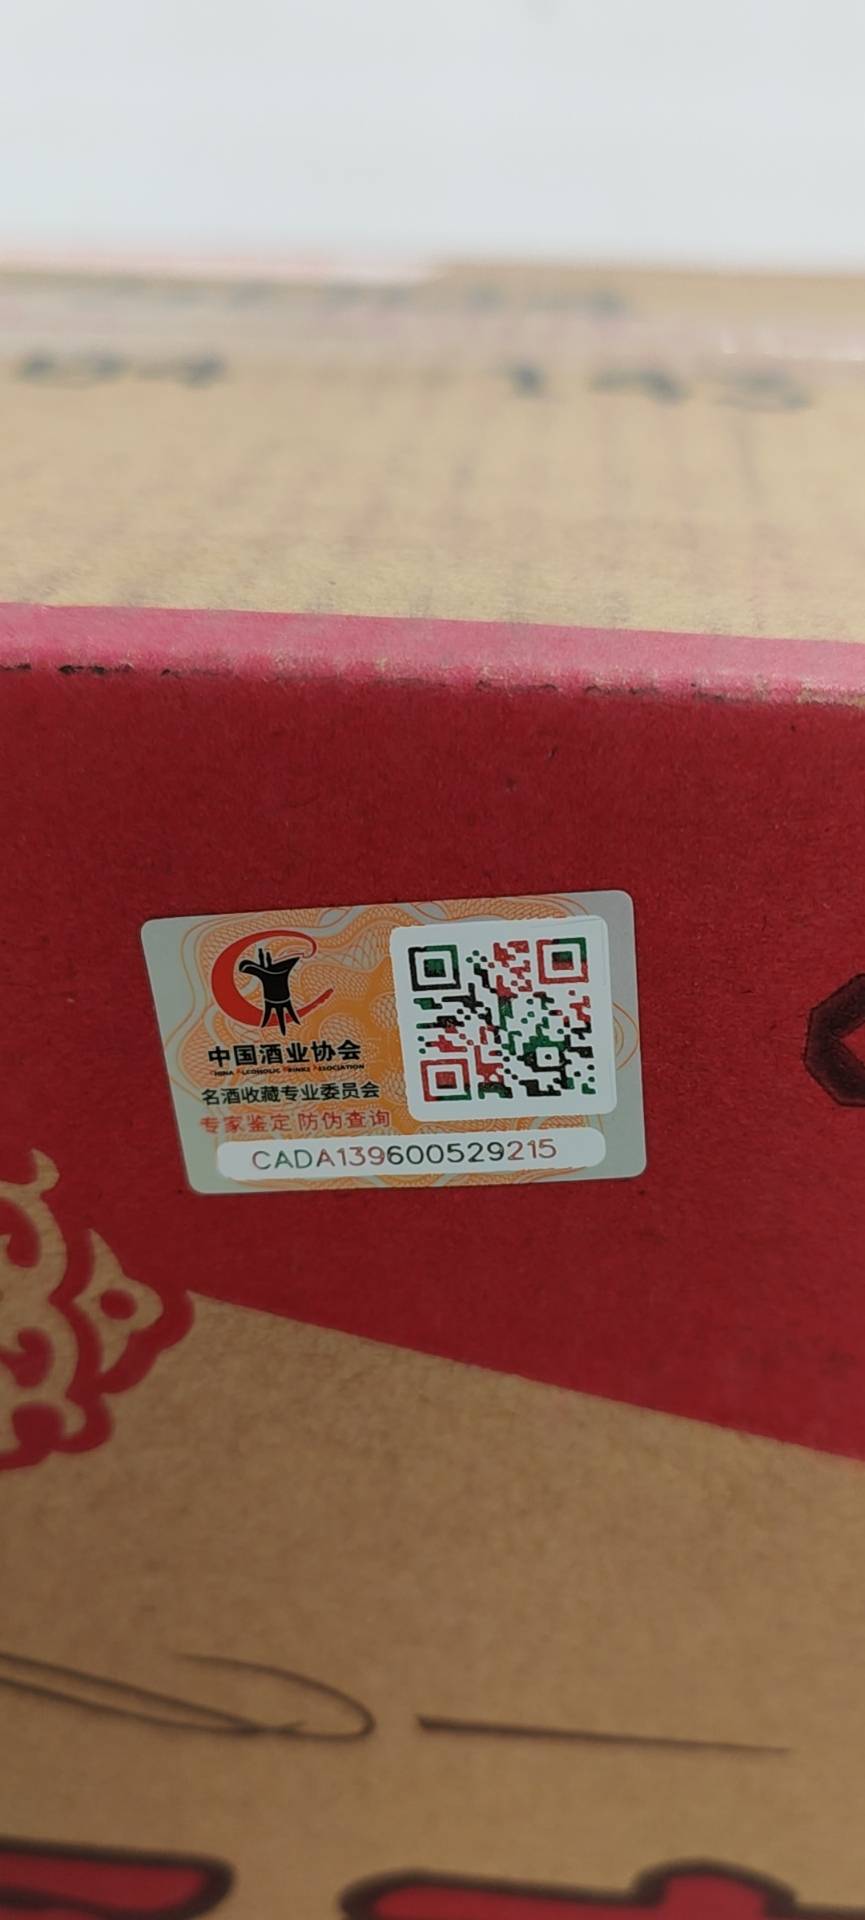 中国酒业协会
CHINA ALCOHOLIC DRINKS ASSOCIATION
名酒收藏专业委员会
专家鉴定 防伪查询
CADA139600529215